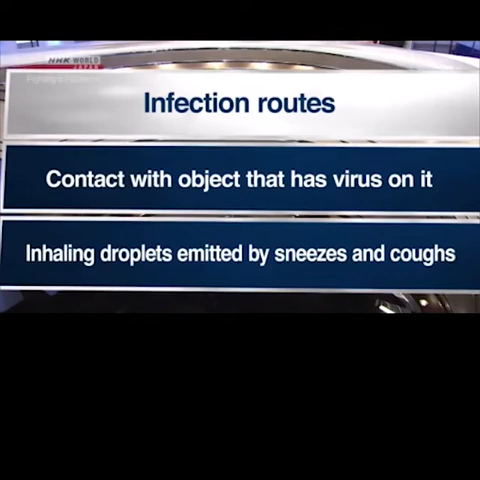 NHK WORLD
JAPAN
Infection routes
Contact with object that has virus on it
Inhaling droplets emitted by sneezes and coughs